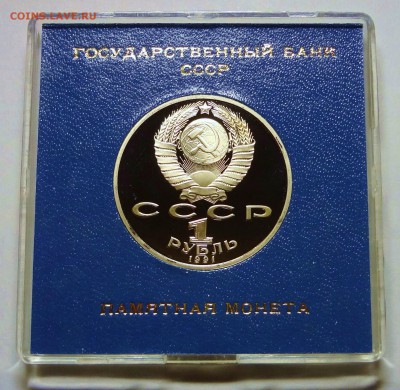 COINS.LAVE.RU
ГОСУДАРСТВЕННЫЙ БАНК
СССР
СССР
1
РУБЛЬ
1991
ПАМЯТНАЯ МОНЕТА